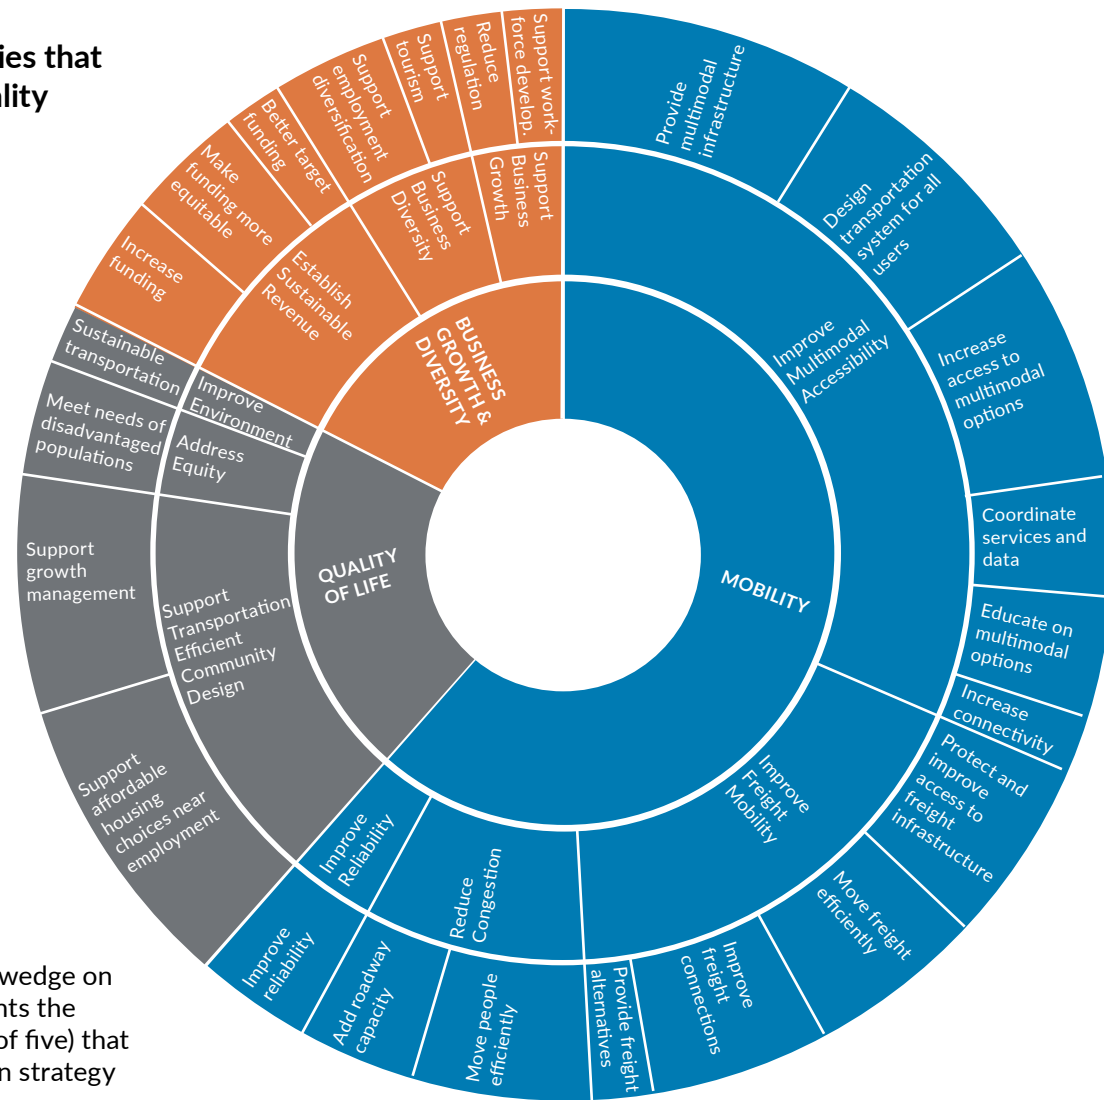 ies that
ality
wedge on
nts the
of five) that
n strategy
MOBILITY
Improve
Multimodal
Accessibility
Provide
multimodal
infrastructure
Design
transportation
system for all
users
Increase
access to
multimodal
options
Coordinate
services and
data
Educate on
multimodal
options
Increase
connectivity
Improve
Freight
Mobility
Protect and
improve
access to
freight
infrastructure
Move freight
efficiently
Improve
freight
connections
Provide freight
alternatives
Reduce
Congestion
Move people
efficiently
Add roadway
capacity
Improve
Reliability
Improve
reliability
QUALITY
OF LIFE
Support
Transportation
Efficient
Community
Design
Support
affordable
housing
choices near
employment
Support
growth
management
Address
Equity
Meet needs of
disadvantaged
populations
Improve
Environment
Sustainable
transportation
BUSINESS
GROWTH &
DIVERSITY
Establish
Sustainable
Revenue
Increase
funding
Make
funding more
equitable
Better target
funding
Support
Business
Diversity
Support
employment
diversification
Support
tourism
Support
Business
Growth
Reduce
regulation
Support work-
force develop.